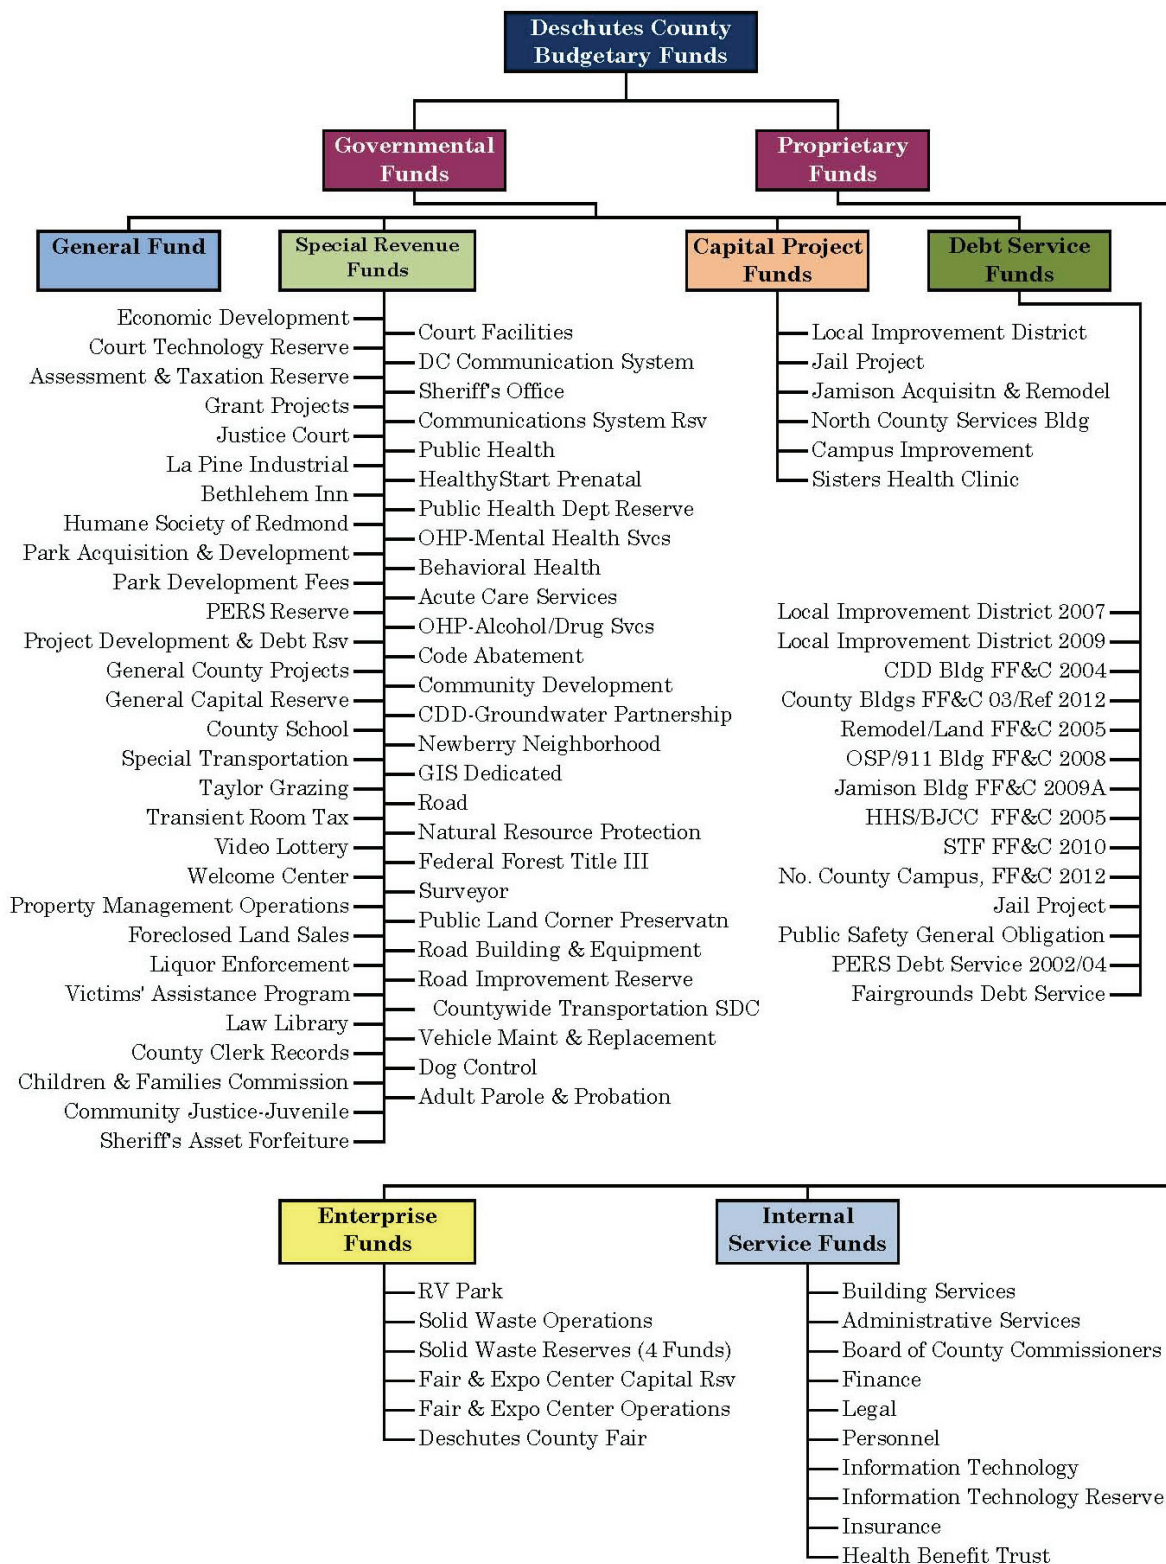 Deschutes County
Budgetary Funds
Governmental
Funds
Proprietary
Funds
General Fund
Special Revenue
Funds
Capital Project
Funds
Debt Service
Funds
Economic Development
Court Technology Reserve
Assessment & Taxation Reserve
Grant Projects
Justice Court
La Pine Industrial
Bethlehem Inn
Humane Society of Redmond
Park Acquisition & Development
Park Development Fees
PERS Reserve
Project Development & Debt Rsv
General County Projects
General Capital Reserve
County School
Special Transportation
Taylor Grazing
Transient Room Tax
Video Lottery
Welcome Center
Property Management Operations
Foreclosed Land Sales
Liquor Enforcement
Victims' Assistance Program
Law Library
County Clerk Records
Children & Families Commission
Community Justice-Juvenile
Sheriff's Asset Forfeiture
Court Facilities
DC Communication System
Sheriff's Office
Communications System Rsv
Public Health
HealthyStart Prenatal
Public Health Dept Reserve
OHP-Mental Health Svcs
Behavioral Health
Acute Care Services
OHP-Alcohol/Drug Svcs
Code Abatement
Community Development
CDD-Groundwater Partnership
Newberry Neighborhood
GIS Dedicated
Road
Natural Resource Protection
Federal Forest Title III
Surveyor
Public Land Corner Preservatn
Road Building & Equipment
Road Improvement Reserve
Countywide Transportation SDC
Vehicle Maint & Replacement
Dog Control
Adult Parole & Probation
Local Improvement District
Jail Project
Jamison Acquisitn & Remodel
North County Services Bldg
Campus Improvement
Sisters Health Clinic
Local Improvement District 2007
Local Improvement District 2009
CDD Bldg FF&C 2004
County Bldgs FF&C 03/Ref 2012
Remodel/Land FF&C 2005
OSP/911 Bldg FF&C 2008
Jamison Bldg FF&C 2009A
HHS/BJCC FF&C 2005
STF FF&C 2010
No. County Campus, FF&C 2012
Jail Project
Public Safety General Obligation
PERS Debt Service 2002/04
Fairgrounds Debt Service
Enterprise
Funds
Internal
Service Funds
RV Park
Solid Waste Operations
Solid Waste Reserves (4 Funds)
Fair & Expo Center Capital Rsv
Fair & Expo Center Operations
Deschutes County Fair
Building Services
Administrative Services
Board of County Commissioners
Finance
Legal
Personnel
Information Technology
Information Technology Reserve
Insurance
Health Benefit Trust